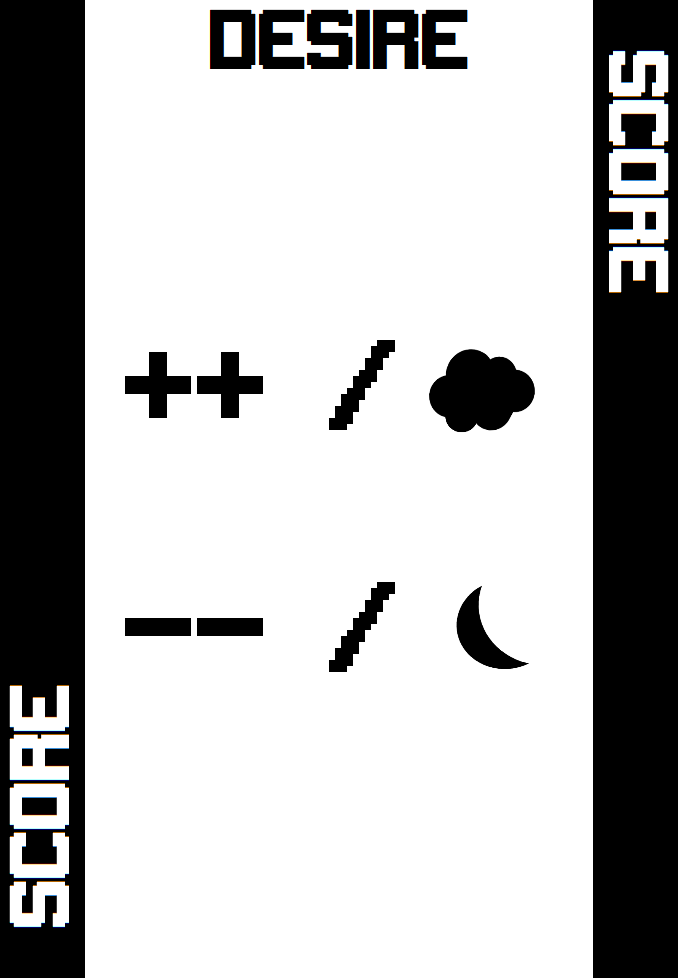 DESIRE
SCORE
++ /
-- /
SCORE